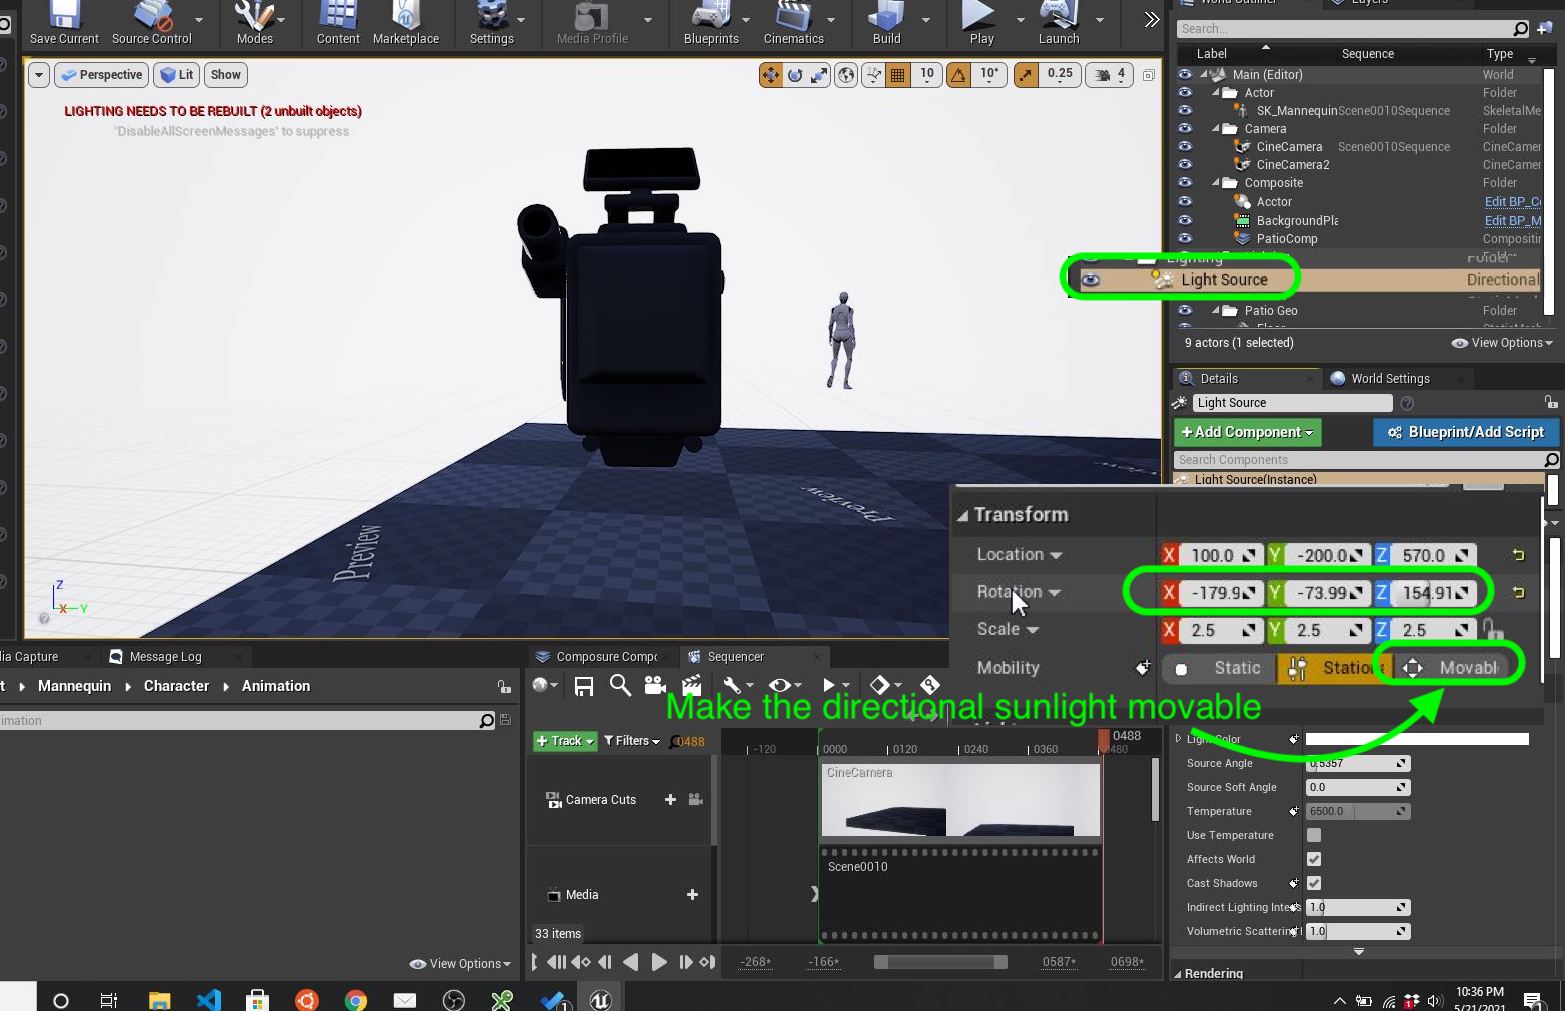 World Outliner
Layers
Save Current
Source Control
Modes
Content
Marketplace
Settings
Media Profile
Blueprints
Cinematics
Build
Play
Launch
Search...
Label
Sequence
Type
Perspective
Lit
Show
10
10°
0.25
4
Main (Editor)
World
Actor
Folder
SK_Mannequin
Scene0010Sequence
SkeletalMe
Camera
Folder
CineCamera
Scene0010Sequence
CineCamer
CineCamera2
CineCamer
Composite
Folder
Acctor
Edit BP_C
BackgroundPla
Edit BP_M
PatioComp
Compositin
Lighting
Folder
Light Source
Directional
Patio Geo
Folder
Floor
9 actors (1 selected)
View Options
LIGHTING NEEDS TO BE REBUILT (2 unbuilt objects)
'DisableAllScreenMessages' to suppress
Preview
Preview
Z
X
Y
Details
World Settings
Light Source
+Add Component
Blueprint/Add Script
Search Components
Light Source(Instance)
Transform
Location
X 100.0 Y -200.0 Z 570.0
Rotation
X -179.9 Y -73.99 Z 154.91
Scale
X 2.5 Y 2.5 Z 2.5
Mobility
Static
Station
Movabl
Make the directional sunlight movable
Light Color
Source Angle
0.5357
Source Soft Angle
0.0
Temperature
6500.0
Use Temperature
Affects World
Cast Shadows
Indirect Lighting Intens
1.0
Volumetric Scattering
1.0
Rendering
dia Capture
Message Log
t
Mannequin
Character
Animation
imation
View Options
Composure Compo
Sequencer
+ Track
Filters
0488
-120
0000
0120
0240
0360
0488
480
Camera Cuts
CineCamera
Media
Scene0010
33 items
-268*
-166*
0587*
0698*
10:36 PM
5/21/2021